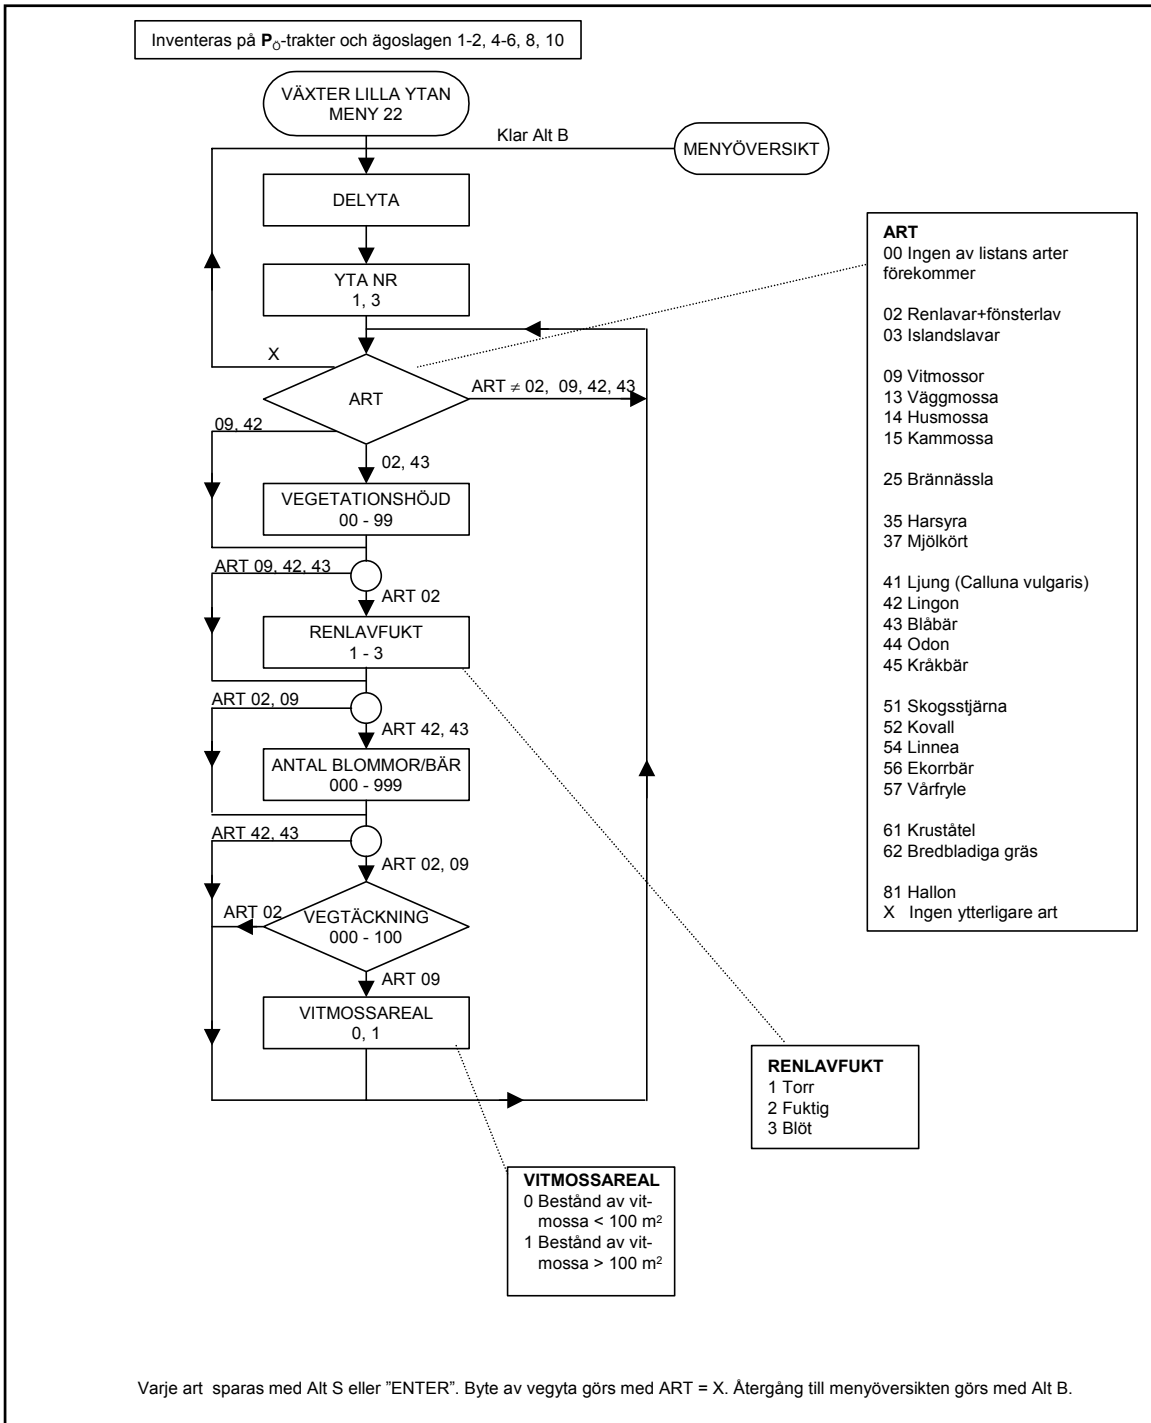 Inventeras på PÖ-trakter och ägoslagen 1-2, 4-6, 8, 10
VÄXTER LILLA YTAN
MENY 22
Klar Alt B
MENYÖVERSIKT
DELYTA
YTA NR
1, 3
X
ART
ART ≠ 02, 09, 42, 43
09, 42
02, 43
VEGETATIONSHÖJD
00 - 99
ART 09, 42, 43
ART 02
RENLAVFUKT
1 - 3
ART 02, 09
ART 42, 43
ANTAL BLOMMOR/BÄR
000 - 999
ART 42, 43
ART 02, 09
ART 02
VEGTÄCKNING
000 - 100
ART 09
VITMOSSAREAL
0, 1
ART
00 Ingen av listans arter
förekommer
02 Renlavar+fönsterlav
03 Islandslavar
09 Vitmossor
13 Väggmossa
14 Husmossa
15 Kammossa
25 Brännässla
35 Harsyra
37 Mjölkört
41 Ljung (Calluna vulgaris)
42 Lingon
43 Blåbär
44 Odon
45 Kråkbär
51 Skogsstjärna
52 Kovall
54 Linnea
56 Ekorrbär
57 Vårfryle
61 Kruståtel
62 Bredbladiga gräs
81 Hallon
X Ingen ytterligare art
RENLAVFUKT
1 Torr
2 Fuktig
3 Blöt
VITMOSSAREAL
0 Bestånd av vit-
mossa < 100 m²
1 Bestånd av vit-
mossa > 100 m²
Varje art sparas med Alt S eller ”ENTER”. Byte av vegyta görs med ART = X. Återgång till menyöversikten görs med Alt B.